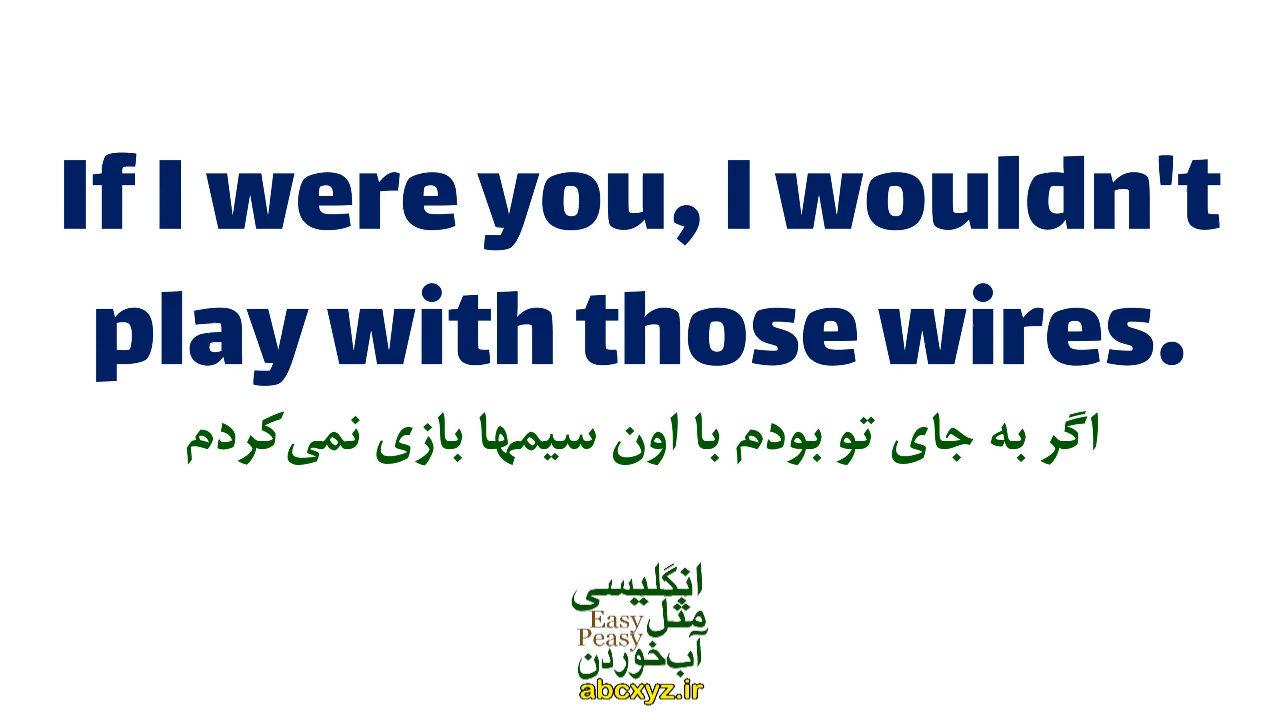 If I were you, I wouldn't
play with those wires.
اگر به جای تو بودم با اون سیمها بازی نمی‌کردم
انگلیسی
مثل
Easy
Peasy
آب‌خوردن
abcxyz.ir